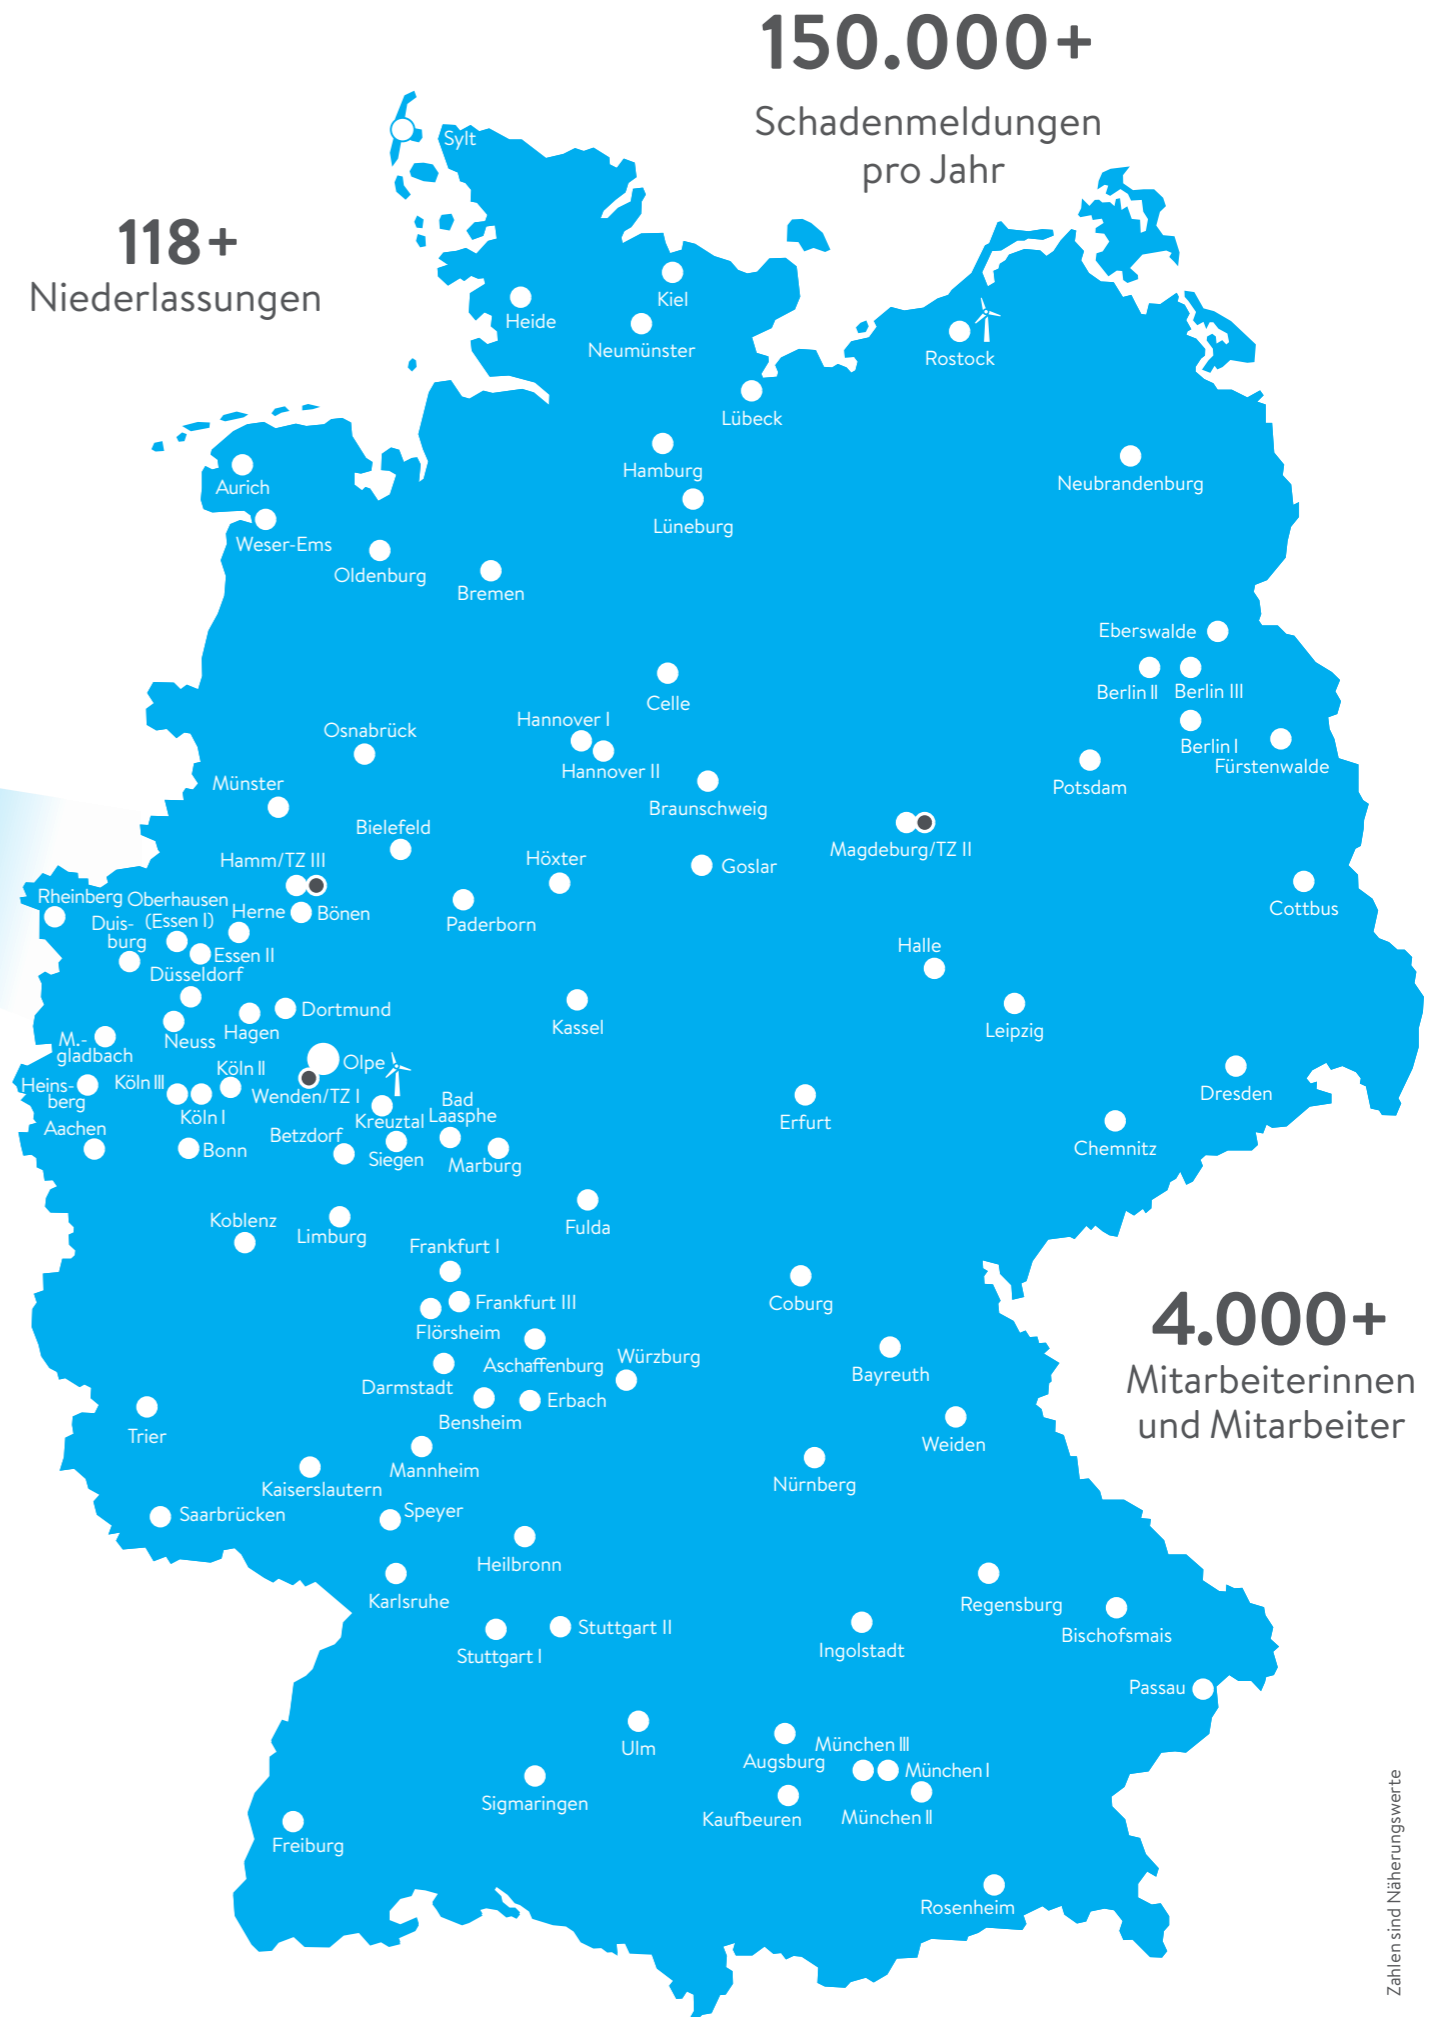 150.000+
Schadenmeldungen
pro Jahr
118+
Niederlassungen
Sylt
Kiel
Heide
Neumünster
Rostock
Lübeck
Hamburg
Neubrandenburg
Aurich
Lüneburg
Weser-Ems
Oldenburg
Bremen
Eberswalde
Berlin II
Berlin III
Celle
Hannover I
Osnabrück
Berlin I
Fürstenwalde
Hannover II
Münster
Potsdam
Braunschweig
Bielefeld
Magdeburg/TZ II
Hamm/TZ III
Höxter
Goslar
Rheinberg
Oberhausen
(Essen I)
Herne
Bönen
Cottbus
Duis-
burg
Paderborn
Essen II
Halle
Düsseldorf
Dortmund
Hagen
Kassel
Leipzig
Neuss
M.-
gladbach
Olpe
Köln II
Köln III
Heins-
berg
Wenden/TZ I
Dresden
Bad
Laasphe
Köln I
Kreuztal
Erfurt
Aachen
Betzdorf
Bonn
Siegen
Marburg
Chemnitz
Koblenz
Limburg
Fulda
Frankfurt I
Frankfurt III
Coburg
Flörsheim
4.000+
Mitarbeiterinnen
und Mitarbeiter
Aschaffenburg
Würzburg
Bayreuth
Darmstadt
Erbach
Bensheim
Trier
Weiden
Mannheim
Nürnberg
Kaiserslautern
Speyer
Saarbrücken
Heilbronn
Karlsruhe
Regensburg
Stuttgart II
Bischofsmais
Ingolstadt
Stuttgart I
Passau
Ulm
München III
Augsburg
München I
Sigmaringen
Kaufbeuren
München II
Freiburg
Rosenheim
Zahlen sind Näherungswerte